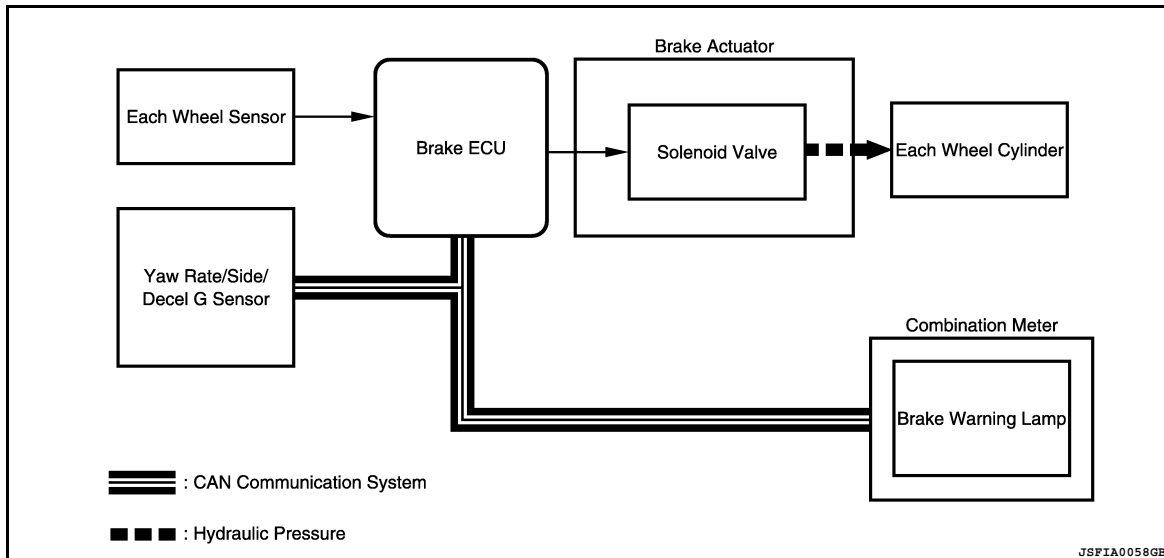 Brake Actuator
Each Wheel Sensor
Brake ECU
Solenoid Valve
Each Wheel Cylinder
Yaw Rate/Side/
Decel G Sensor
Combination Meter
Brake Warning Lamp
: CAN Communication System
: Hydraulic Pressure
JSFIA0058GB